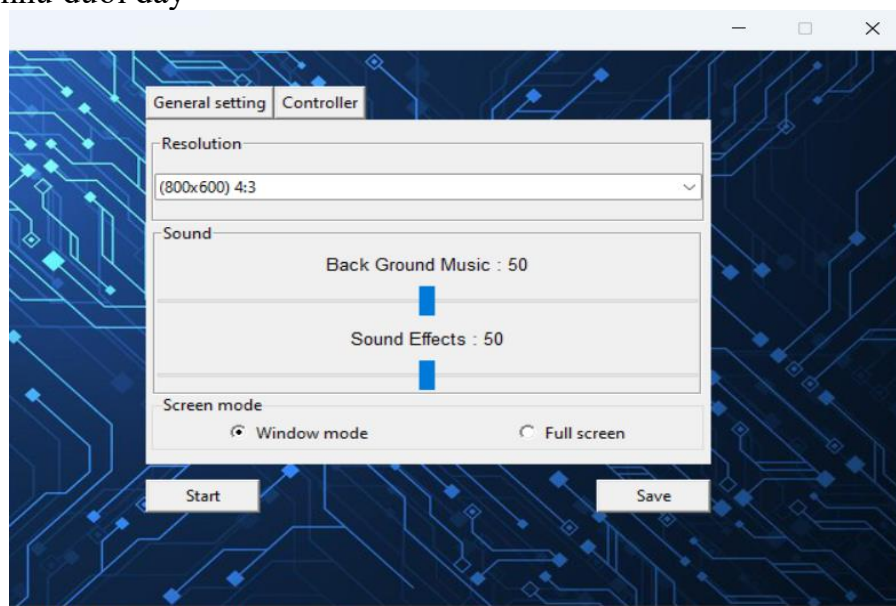 General setting Controller
Resolution
(800x600) 4:3
Sound
Back Ground Music : 50
Sound Effects : 50
Screen mode
Window mode Full screen
Start Save